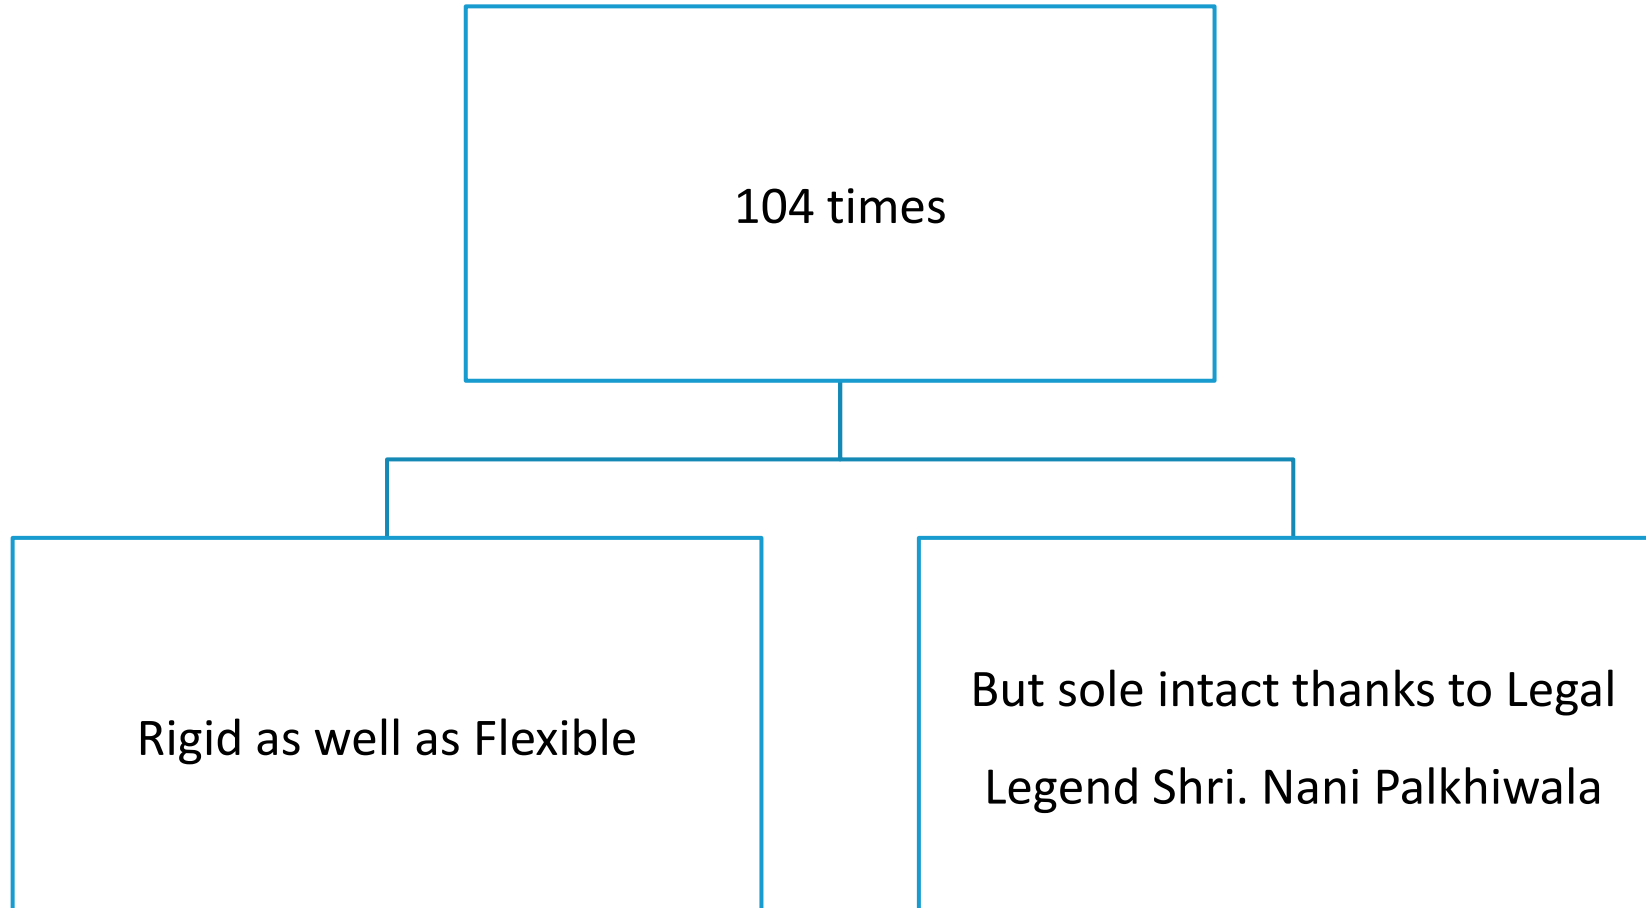 104 times
Rigid as well as Flexible
But sole intact thanks to Legal
Legend Shri. Nani Palkhiwala